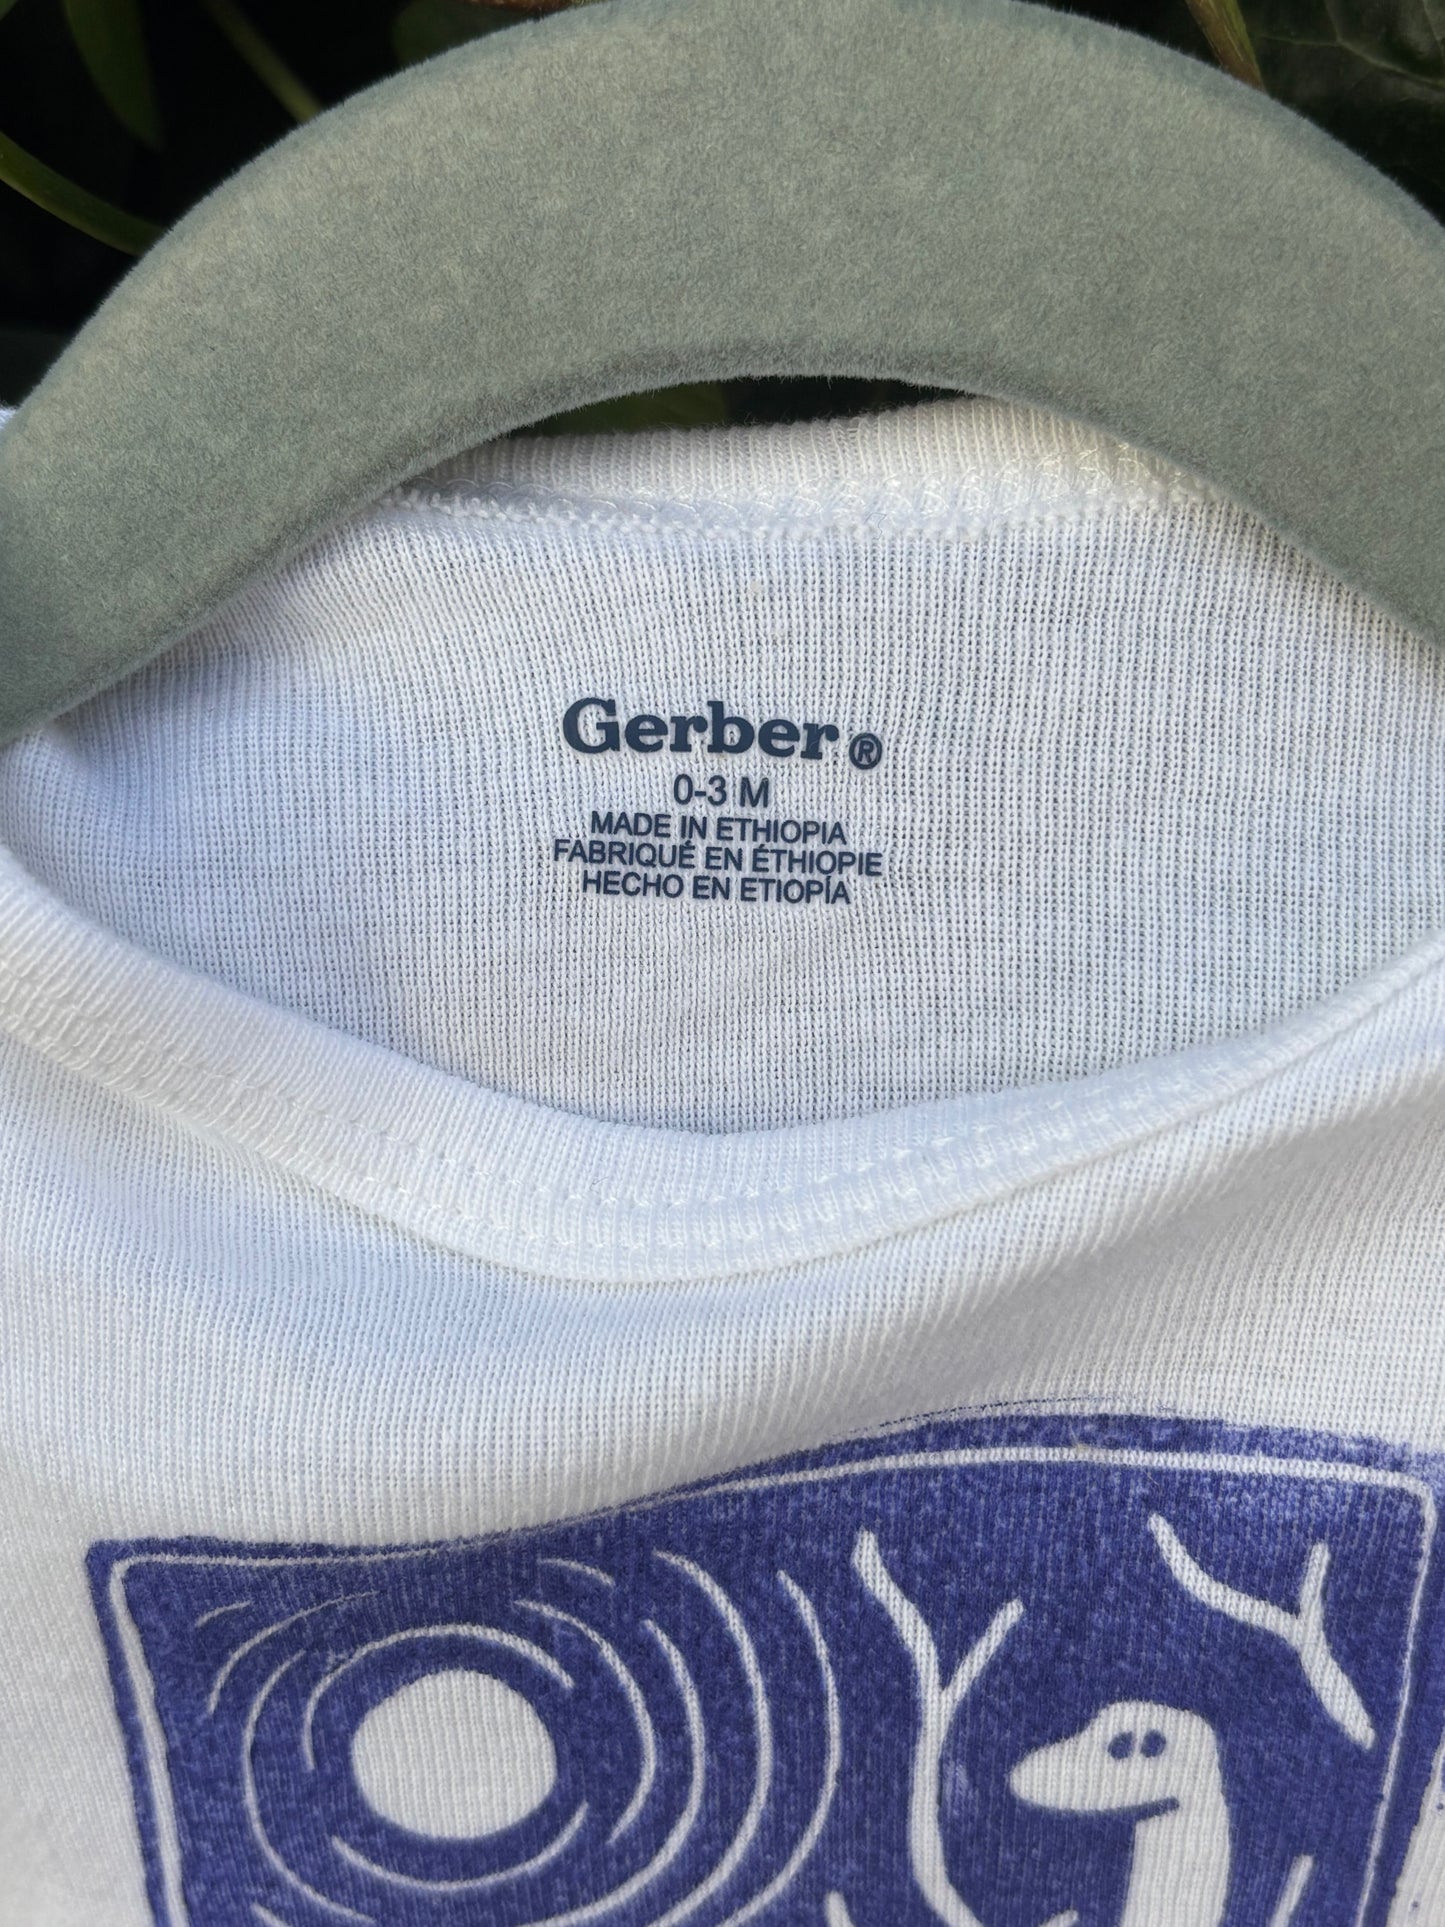 Gerber®
0-3 M
MADE IN ETHIOPIA
FABRIQUÉ EN ÉTHIOPIE
HECHO EN ETIOPÍA